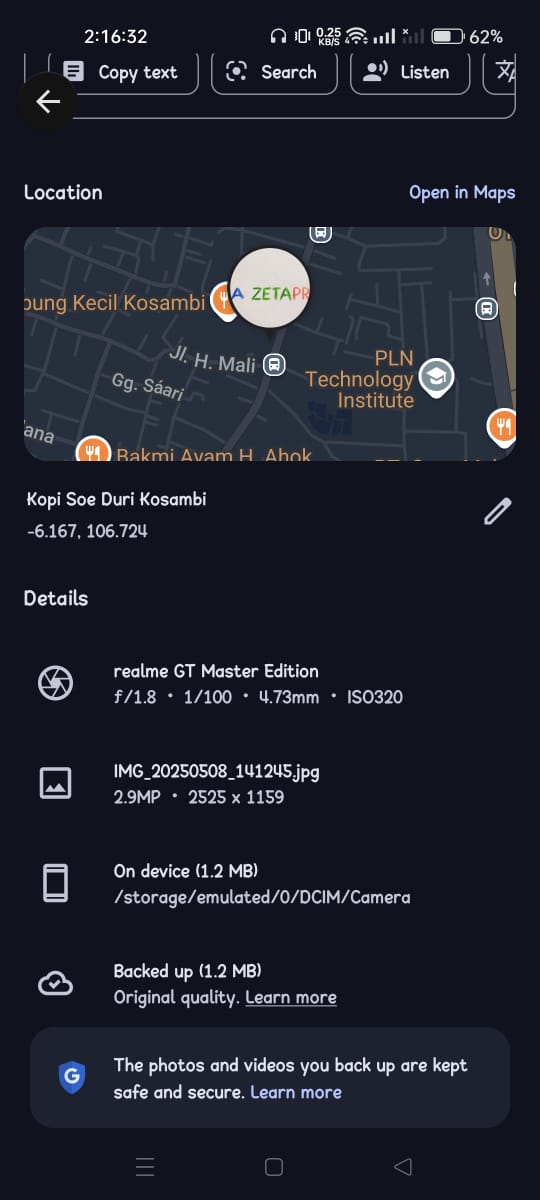 2:16:32
0.25
KB/S
62%
Copy text
Search
Listen
Location
Open in Maps
ung Kecil Kosambi
A ZETAPR
Jl. H. Mali
PLN
Technology
Institute
Gg. Sáari
ana
Bakmi Ayam H. Ahok
Kopi Soe Duri Kosambi
-6.167, 106.724
Details
realme GT Master Edition
ƒ/1.8 • 1/100 • 4.73mm • ISO320
IMG_20250508_141245.jpg
2.9MP • 2525 x 1159
On device (1.2 MB)
/storage/emulated/0/DCIM/Camera
Backed up (1.2 MB)
Original quality. Learn more
G
The photos and videos you back up are kept
safe and secure. Learn more